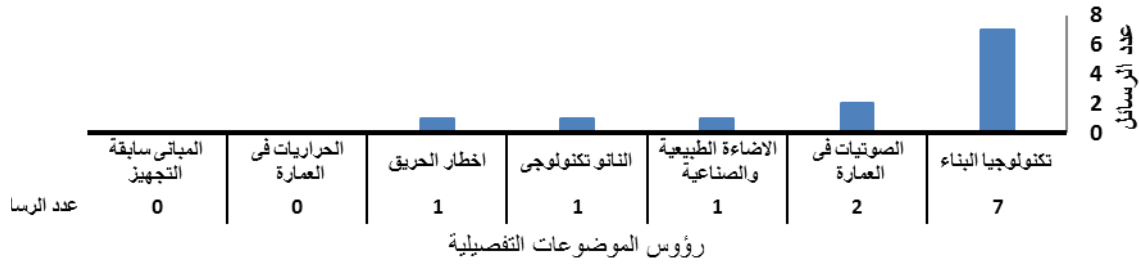 8
6
4
2
0
عدد الرسائل
تكنولوجيا البناء
الصوتيات فى
العمارة
الاضاءة الطبيعية
والصناعية
النانو تكنولوجى
اخطار الحريق
الحراريات فى
العمارة
المبانى سابقة
التجهيز
7
2
1
1
1
0
0
عدد الرسا
رؤوس الموضوعات التفصيلية